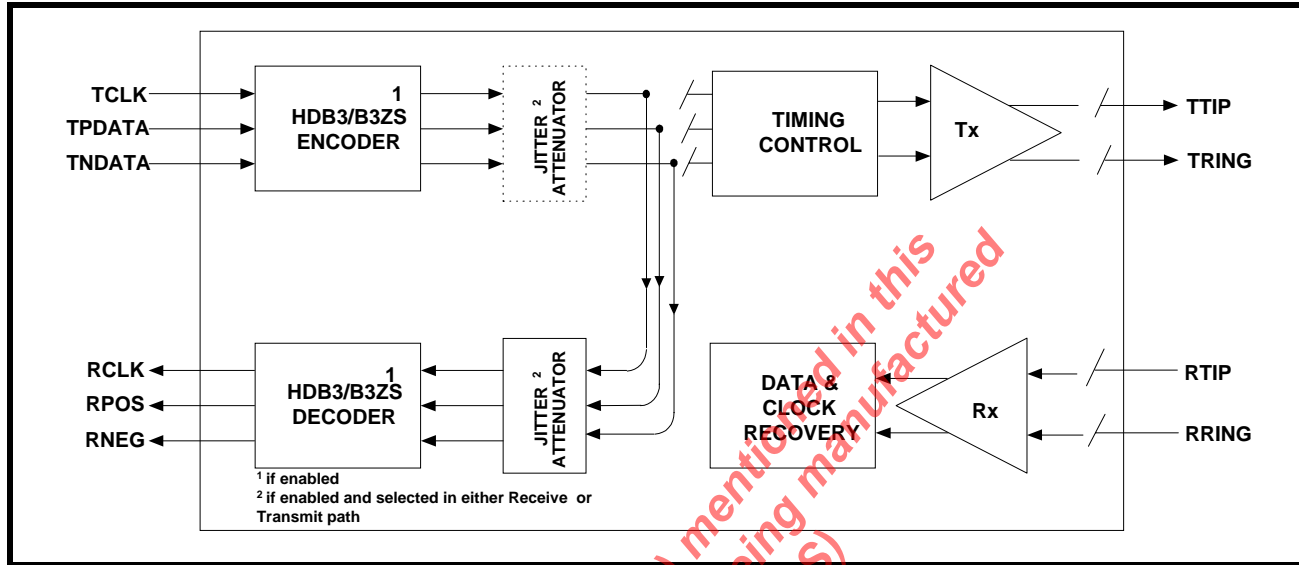 TCLK
TPDATA
TNDATA
1
HDB3/B3ZS
ENCODER
JITTER 2
ATTENUATOR
TIMING
CONTROL
Tx
TTIP
TRING
RCLK
RPOS
RNEG
1
HDB3/B3ZS
DECODER
JITTER 2
ATTENUATOR
DATA &
CLOCK
RECOVERY
Rx
RTIP
RRING
1 if enabled
2 if enabled and selected in either Receive or
Transmit path
mentioned in this
ing manufactured
S)